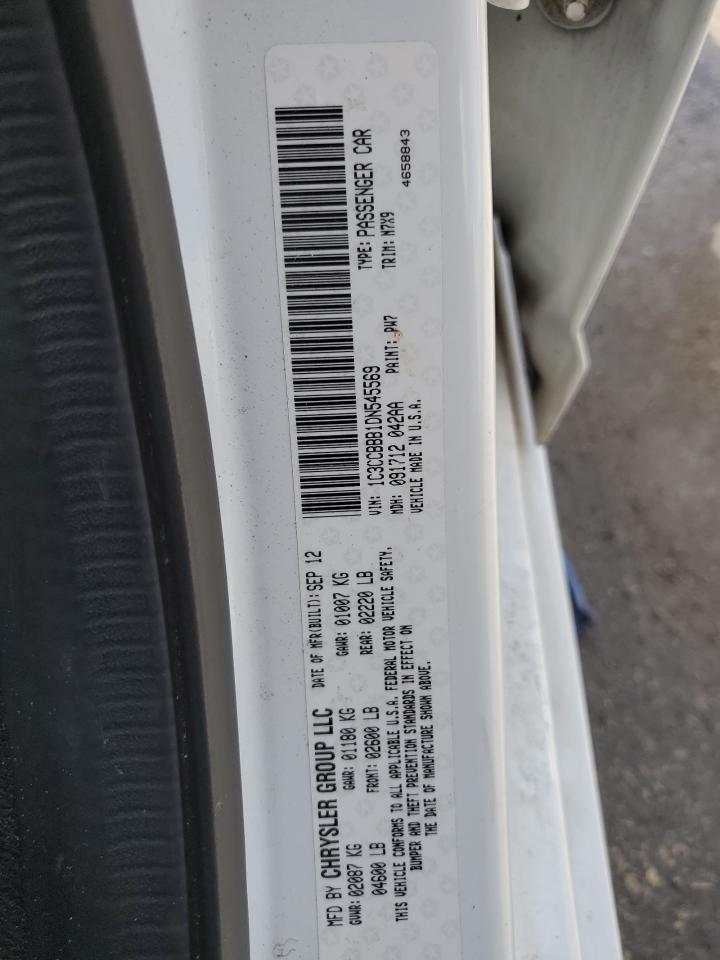 MFD BY CHRYSLER GROUP LLC DATE OF MFR(BUILT): SEP 12
GVWR: 02087 KG GAWR: 01180 KG GAWR: 01007 KG
04600 LB FRONT: 02600 LB REAR: 02220 LB
THIS VEHICLE CONFORMS TO ALL APPLICABLE U.S.A. FEDERAL MOTOR VEHICLE SAFETY,
BUMPER AND THEFT PREVENTION STANDARDS IN EFFECT ON
THE DATE OF MANUFACTURE SHOWN ABOVE.
VIN: 1C3CCBBB1DN545569 TYPE: PASSENGER CAR
MDH: 091712 042AA PAINT: PW7 TRIM: M7X9
VEHICLE MADE IN U.S.A. 4658843